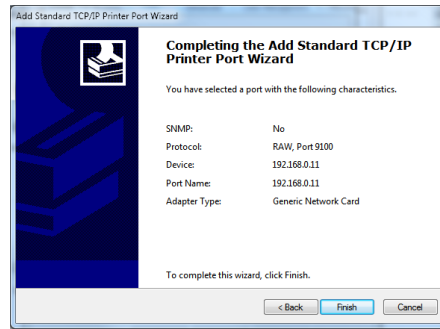 Add Standard TCP/IP Printer Port Wizard
Completing the Add Standard TCP/IP
Printer Port Wizard
You have selected a port with the following characteristics.
SNMP: No
Protocol: RAW, Port 9100
Device: 192.168.0.11
Port Name: 192.168.0.11
Adapter Type: Generic Network Card
To complete this wizard, click Finish.
< Back Finish Cancel